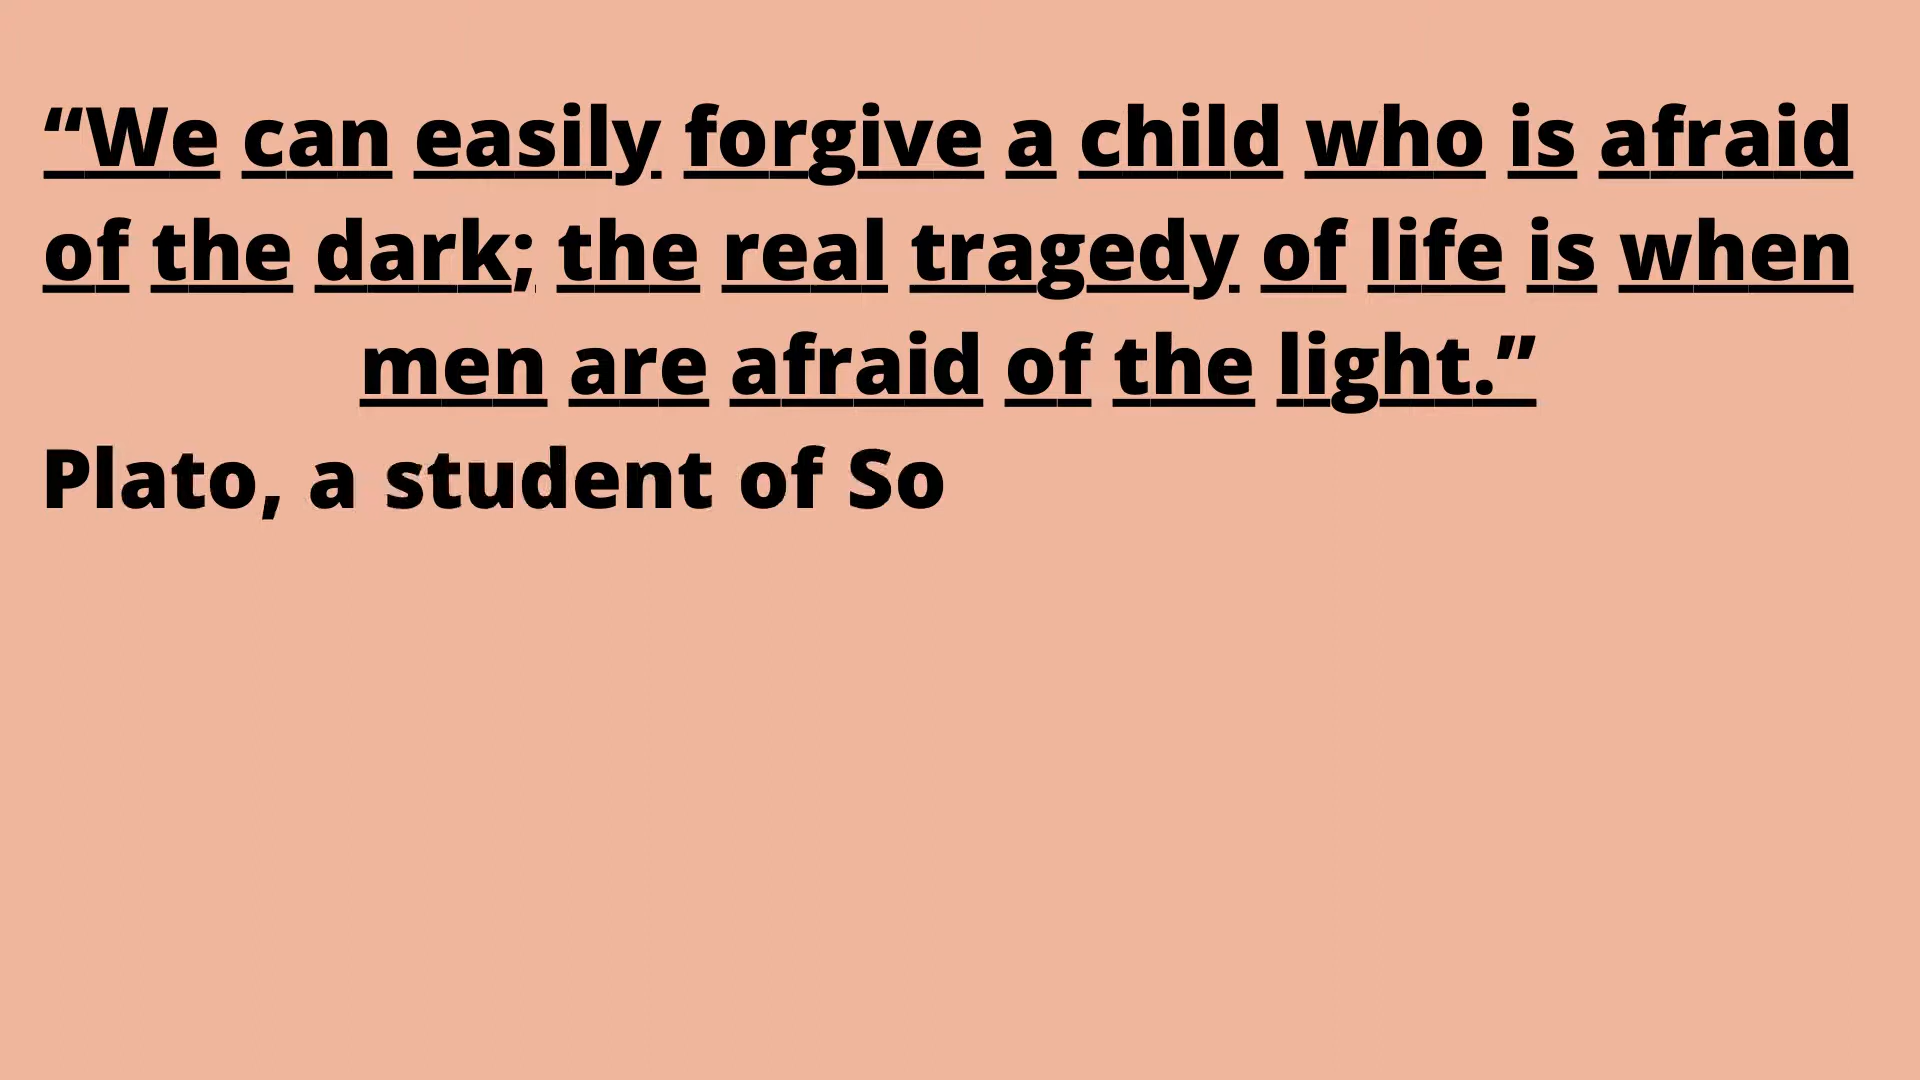 “We can easily forgive a child who is afraid
of the dark; the real tragedy of life is when
men are afraid of the light.”
Plato, a student of So